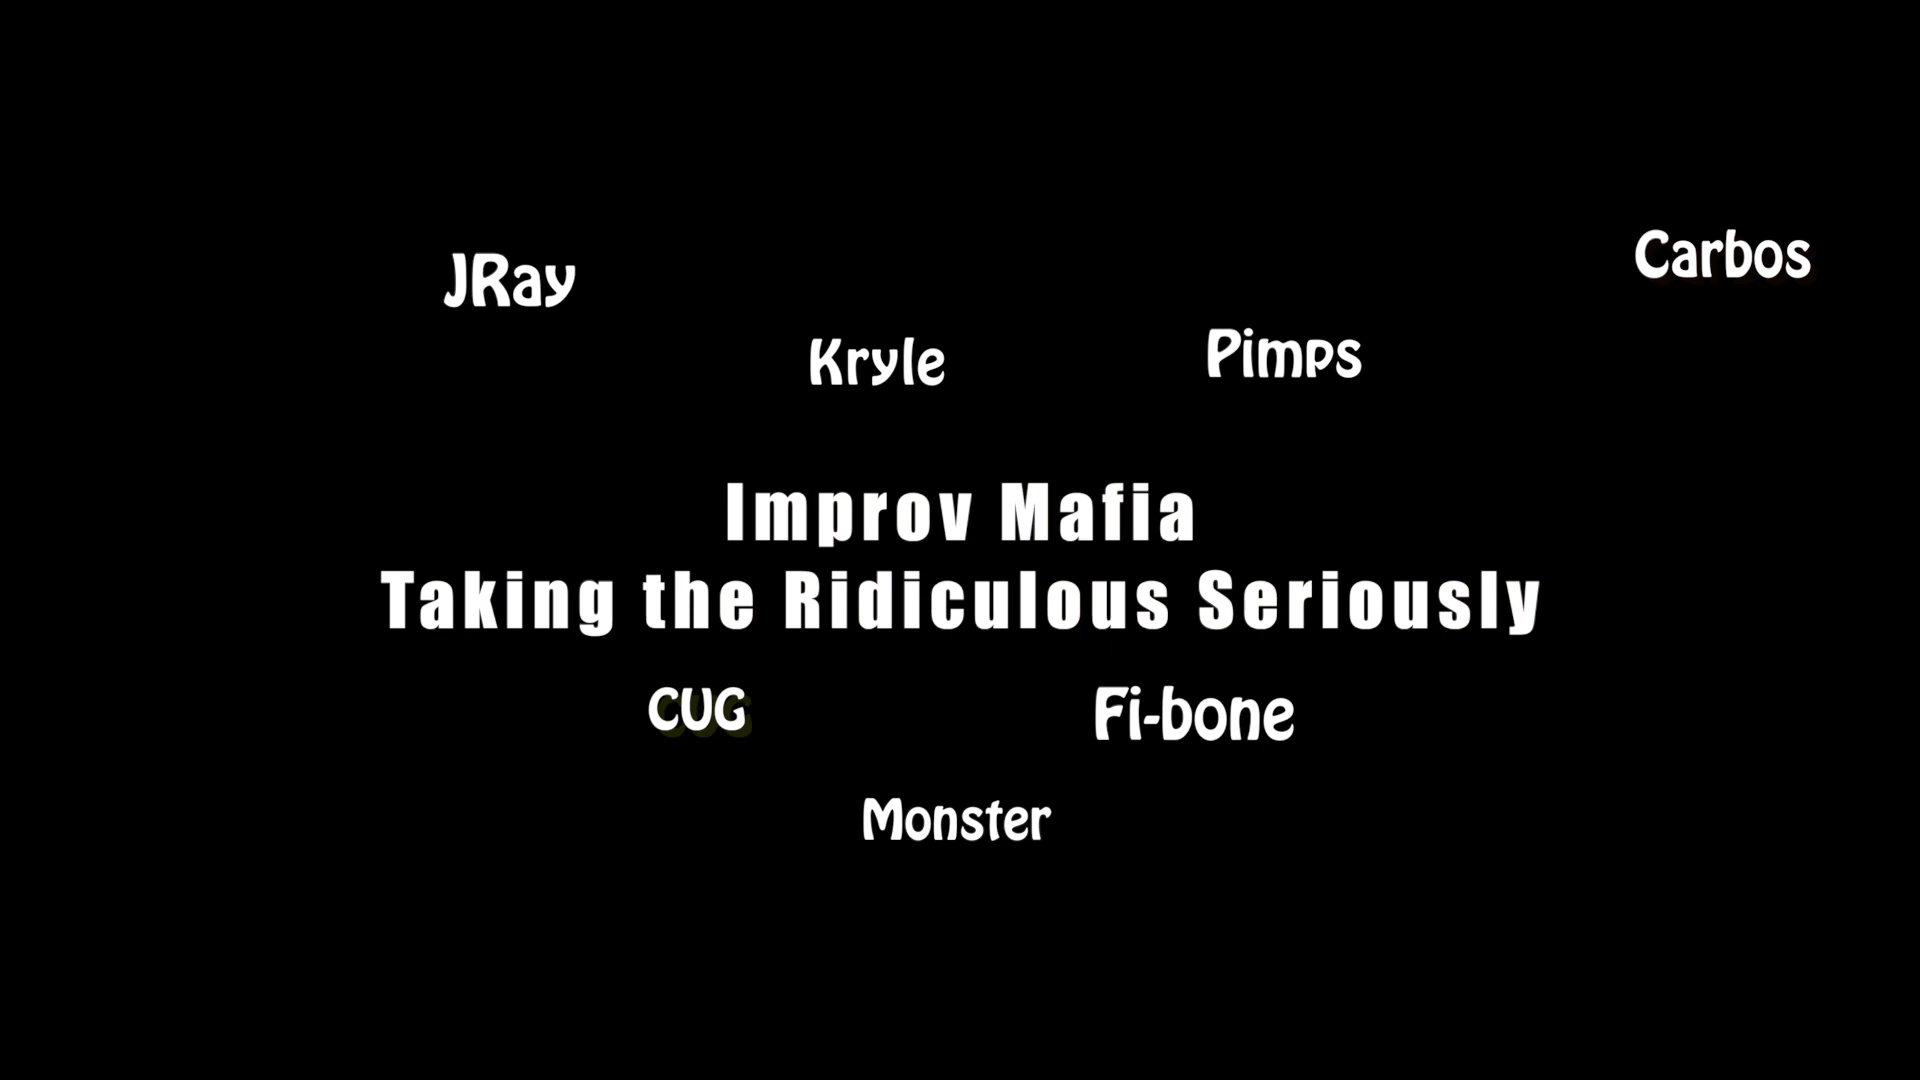 Carbos
JRay
Pimps
Kryle
Improv Mafia
Taking the Ridiculous Seriously
CUG
Fi-bone
Monster